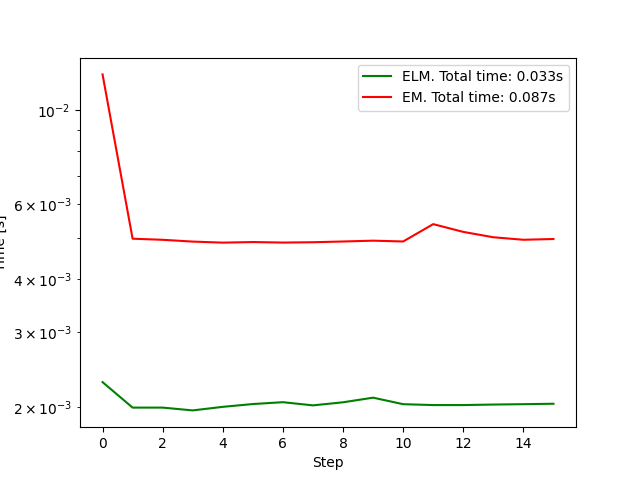 ELM. Total time: 0.033s
EM. Total time: 0.087s
10⁻²
6 × 10⁻³
4 × 10⁻³
3 × 10⁻³
2 × 10⁻³
Time [s]
0 2 4 6 8 10 12 14
Step